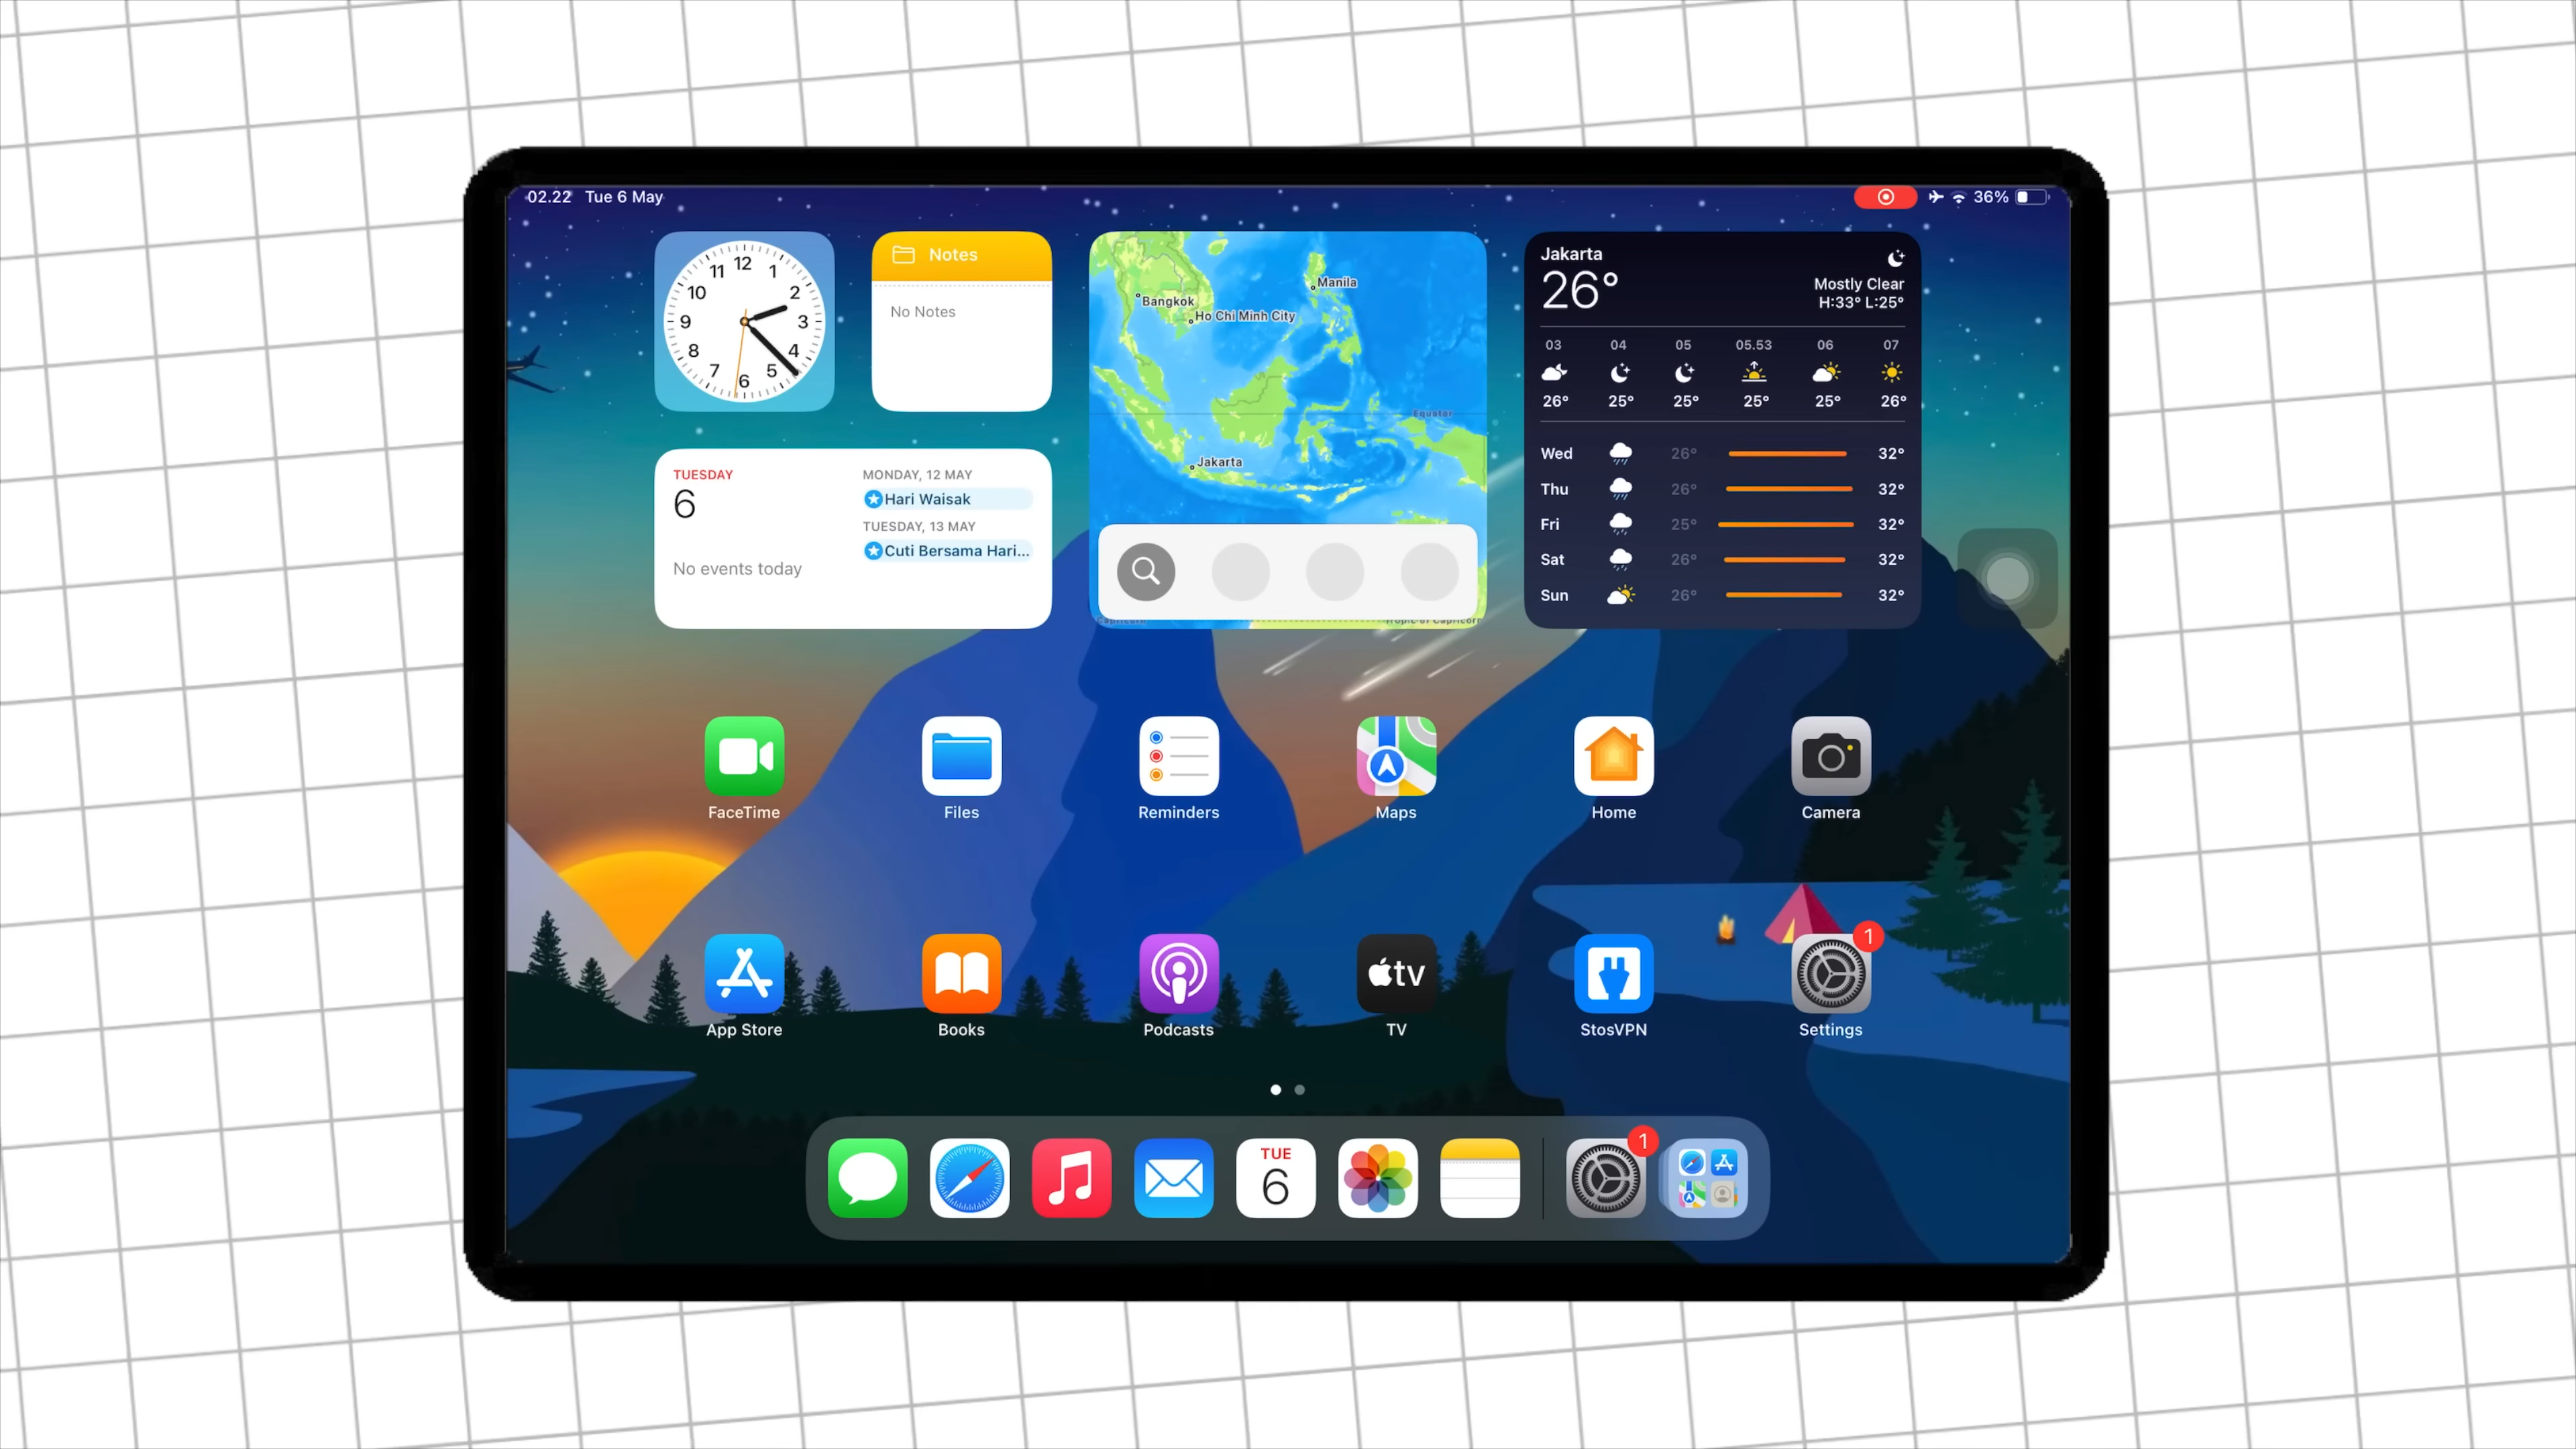 02.22 Tue 6 May
36%
12
11 1
10 2
9 3
8 4
7 5
6
Notes
No Notes
Manila
Bangkok
Ho Chi Minh City
Equator
Jakarta
Capricorn
Tropic of Capricorn
Jakarta
26°
Mostly Clear
H:33° L:25°
03 04 05 05.53 06 07
26° 25° 25° 25° 25° 26°
Wed 26° 32°
Thu 26° 32°
Fri 25° 32°
Sat 26° 32°
Sun 26° 32°
TUESDAY
6
No events today
MONDAY, 12 MAY
Hari Waisak
TUESDAY, 13 MAY
Cuti Bersama Hari...
FaceTime Files Reminders Maps Home Camera
tv
1
App Store Books Podcasts TV StosVPN Settings
TUE
6
1